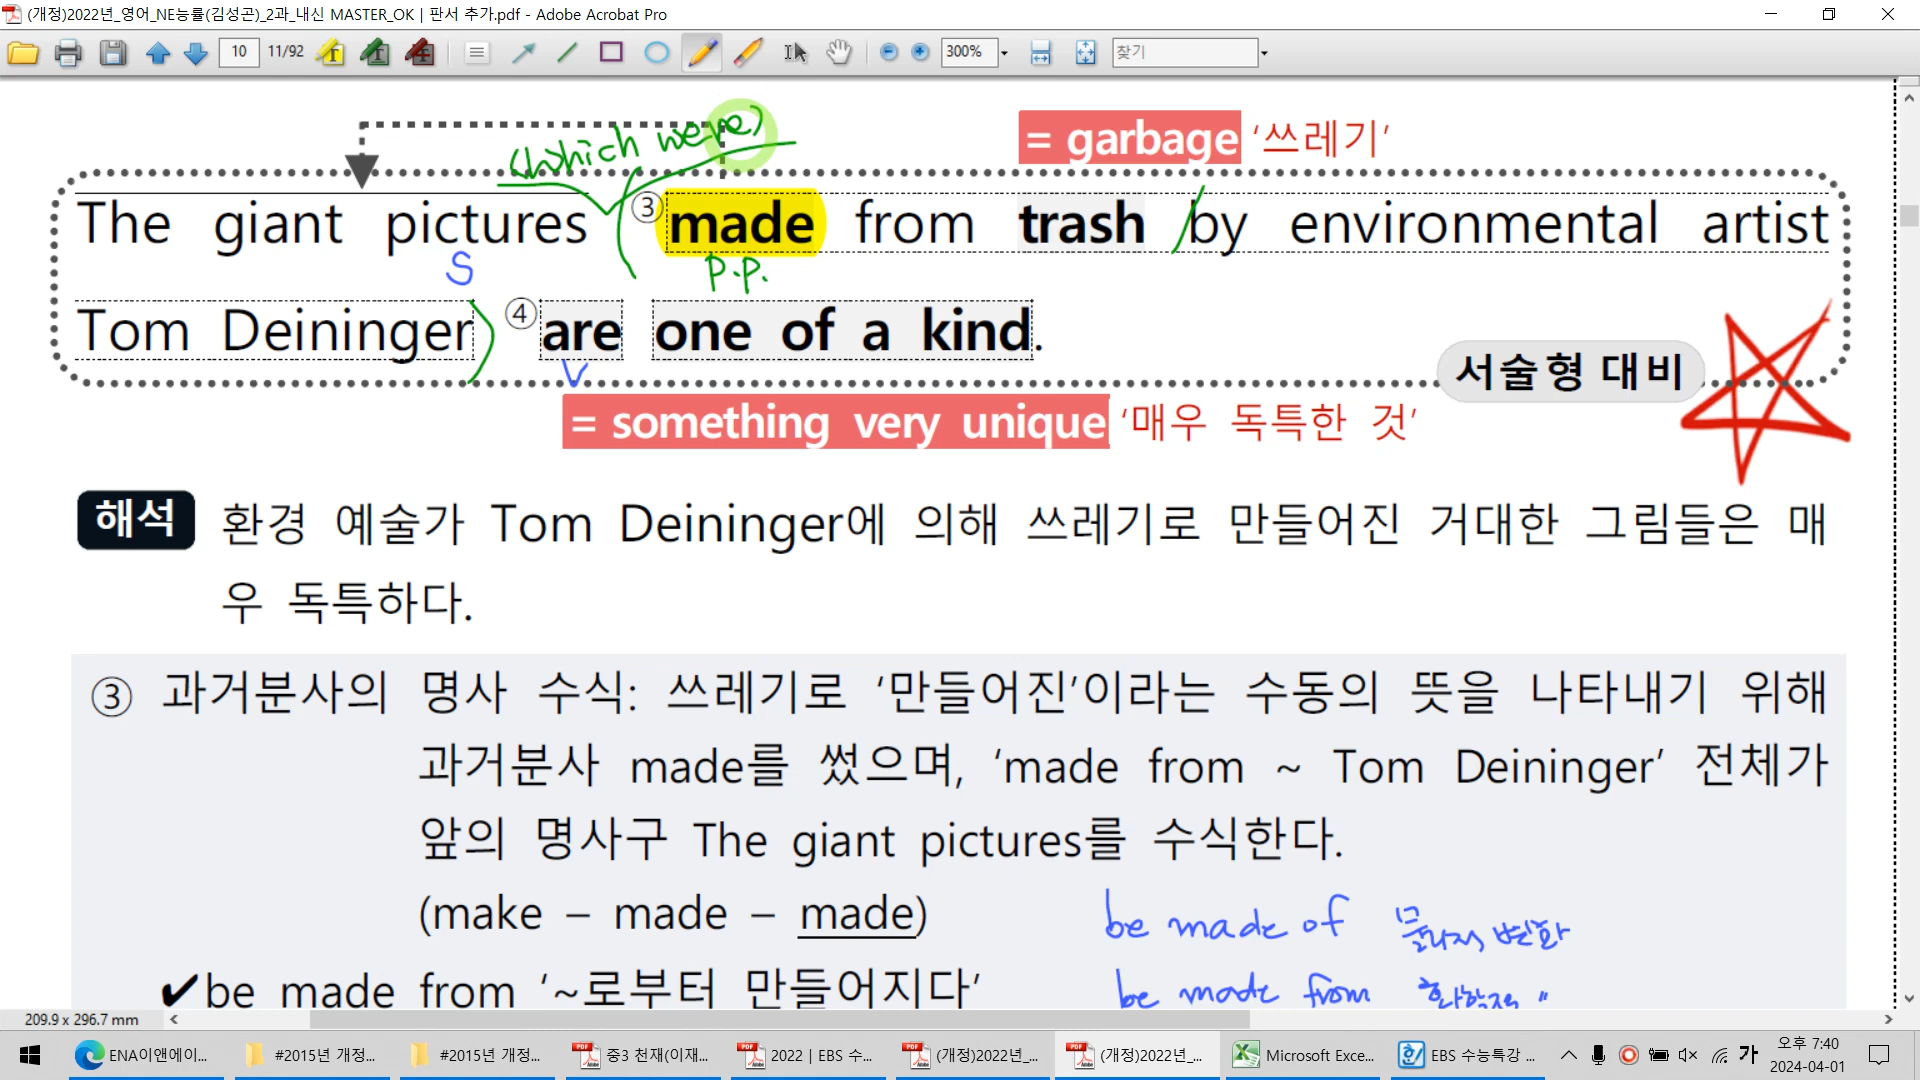 (개정)2022년_영어_NE능률(김성곤)_2과_내신 MASTER_OK | 판서 추가.pdf - Adobe Acrobat Pro
10 11/92 300% 찾기
(which were)
= garbage '쓰레기'
The giant pictures ③made from trash by environmental artist
S p.p.
Tom Deininger ④are one of a kind.
V
서술형 대비
= something very unique '매우 독특한 것'
해석 환경 예술가 Tom Deininger에 의해 쓰레기로 만들어진 거대한 그림들은 매
우 독특하다.
③ 과거분사의 명사 수식: 쓰레기로 '만들어진'이라는 수동의 뜻을 나타내기 위해
과거분사 made를 썼으며, 'made from ~ Tom Deininger' 전체가
앞의 명사구 The giant pictures를 수식한다.
(make – made – made)
be made of 물리적 변화
✔be made from '~로부터 만들어지다'
be made from 화학적 "
209.9 x 296.7 mm
ENA이앤에이... #2015년 개정... #2015년 개정... 중3 천재(이재... 2022 | EBS 수... (개정)2022년_... (개정)2022년_... Microsoft Exce... EBS 수능특강 ... 가 오후 7:40
2024-04-01